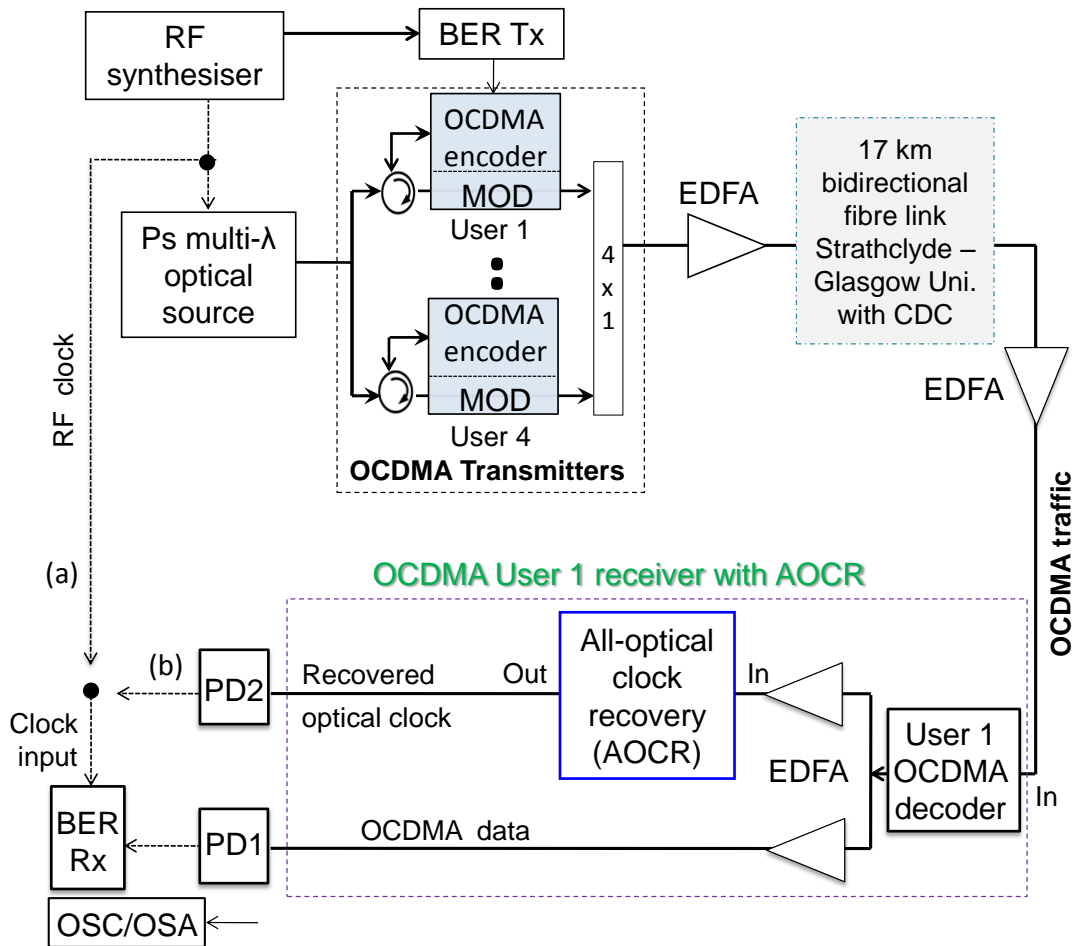 RF
synthesiser
BER Tx
Ps multi-λ
optical
source
OCDMA
encoder
MOD
User 1
OCDMA
encoder
MOD
User 4
OCDMA Transmitters
4
x
1
EDFA
17 km
bidirectional
fibre link
Strathclyde –
Glasgow Uni.
with CDC
EDFA
OCDMA traffic
RF clock
(a)
OCDMA User 1 receiver with AOCR
(b)
PD2
Recovered
optical clock
Out
All-optical
clock
recovery
(AOCR)
In
EDFA
User 1
OCDMA
decoder
In
Clock
input
BER
Rx
PD1
OCDMA data
OSC/OSA